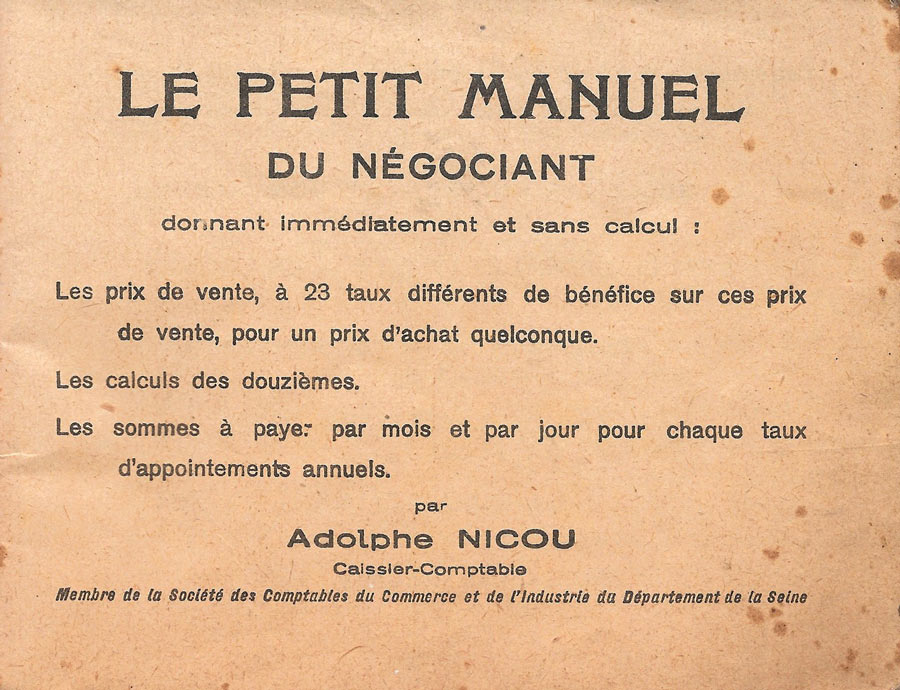 LE PETIT MANUEL
DU NÉGOCIANT
donnant immédiatement et sans calcul :
Les prix de vente, à 23 taux différents de bénéfice sur ces prix
de vente, pour un prix d'achat quelconque.
Les calculs des douzièmes.
Les sommes à payer par mois et par jour pour chaque taux
d'appointements annuels.
par
Adolphe NICOU
Caissier-Comptable
Membre de la Société des Comptables du Commerce et de l'Industrie du Département de la Seine